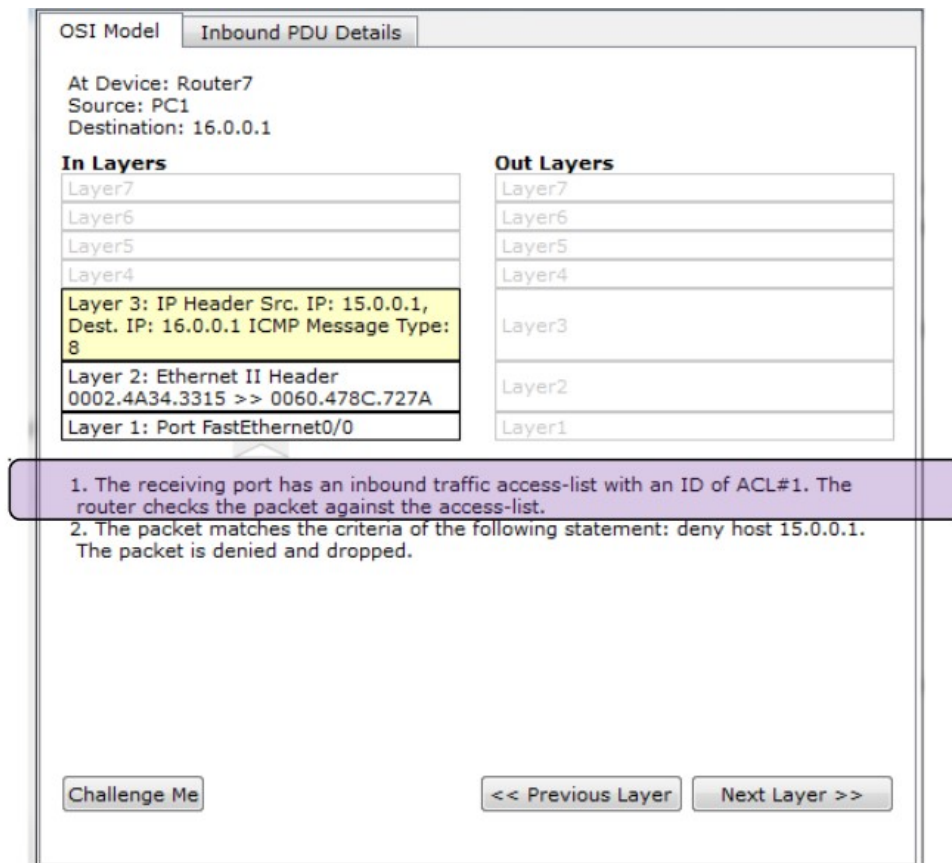 OSI Model
Inbound PDU Details
At Device: Router7
Source: PC1
Destination: 16.0.0.1
In Layers
Layer7
Layer6
Layer5
Layer4
Layer 3: IP Header Src. IP: 15.0.0.1,
Dest. IP: 16.0.0.1 ICMP Message Type:
8
Layer 2: Ethernet II Header
0002.4A34.3315 >> 0060.478C.727A
Layer 1: Port FastEthernet0/0
Out Layers
Layer7
Layer6
Layer5
Layer4
Layer3
Layer2
Layer1
1. The receiving port has an inbound traffic access-list with an ID of ACL#1. The
router checks the packet against the access-list.
2. The packet matches the criteria of the following statement: deny host 15.0.0.1.
The packet is denied and dropped.
Challenge Me
<< Previous Layer
Next Layer >>